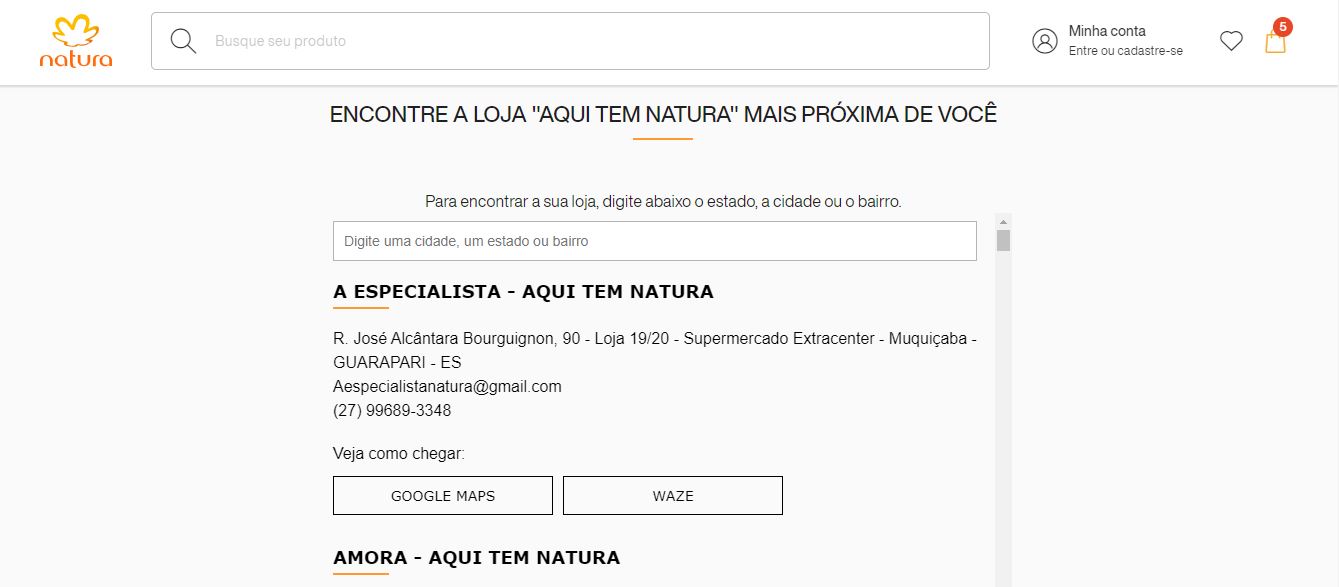 natura
Busque seu produto
Minha conta
Entre ou cadastre-se
5
ENCONTRE A LOJA "AQUI TEM NATURA" MAIS PRÓXIMA DE VOCÊ
Para encontrar a sua loja, digite abaixo o estado, a cidade ou o bairro.
Digite uma cidade, um estado ou bairro
A ESPECIALISTA - AQUI TEM NATURA
R. José Alcântara Bourguignon, 90 - Loja 19/20 - Supermercado Extracenter - Muquiçaba -
GUARAPARI - ES
Aespecialistanatura@gmail.com
(27) 99689-3348
Veja como chegar:
GOOGLE MAPS
WAZE
AMORA - AQUI TEM NATURA